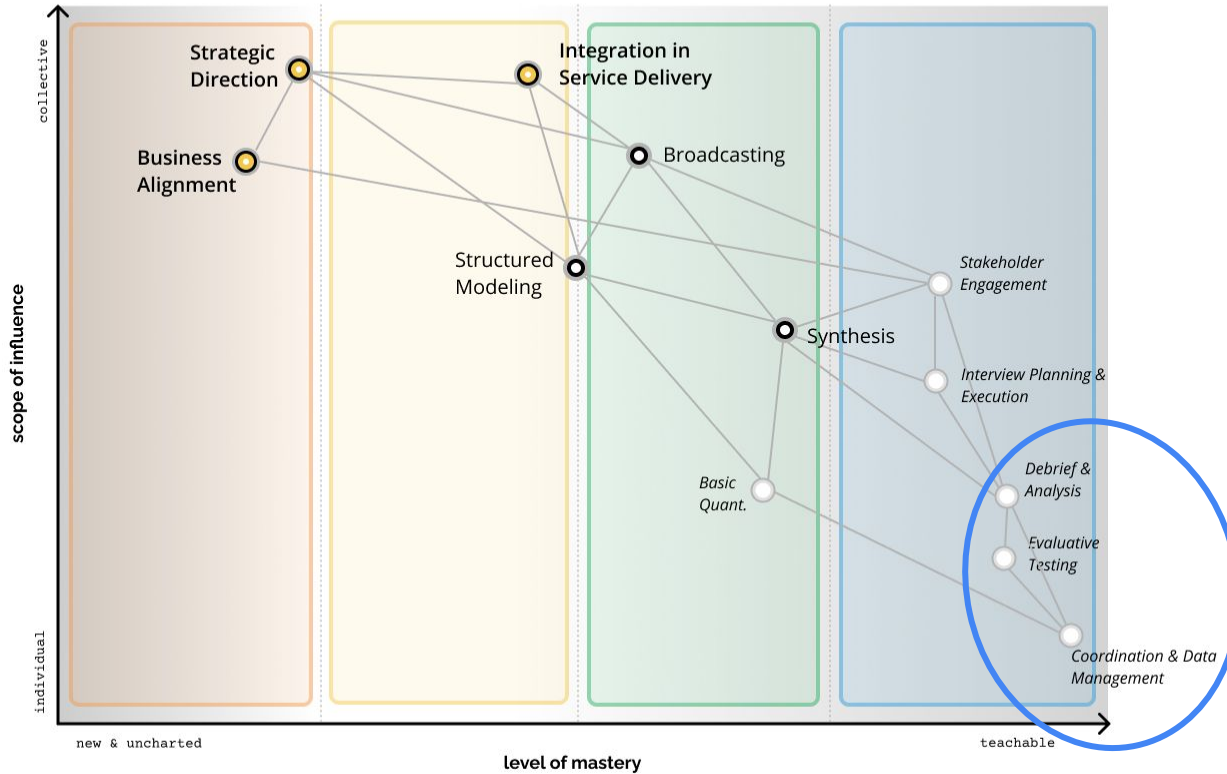 collective
Strategic
Direction
Integration in
Service Delivery
Business
Alignment
Broadcasting
Structured
Modeling
Stakeholder
Engagement
Synthesis
Interview Planning &
Execution
scope of influence
Debrief &
Analysis
Basic
Quant.
Evaluative
Testing
Coordination & Data
Management
individual
new & uncharted
teachable
level of mastery